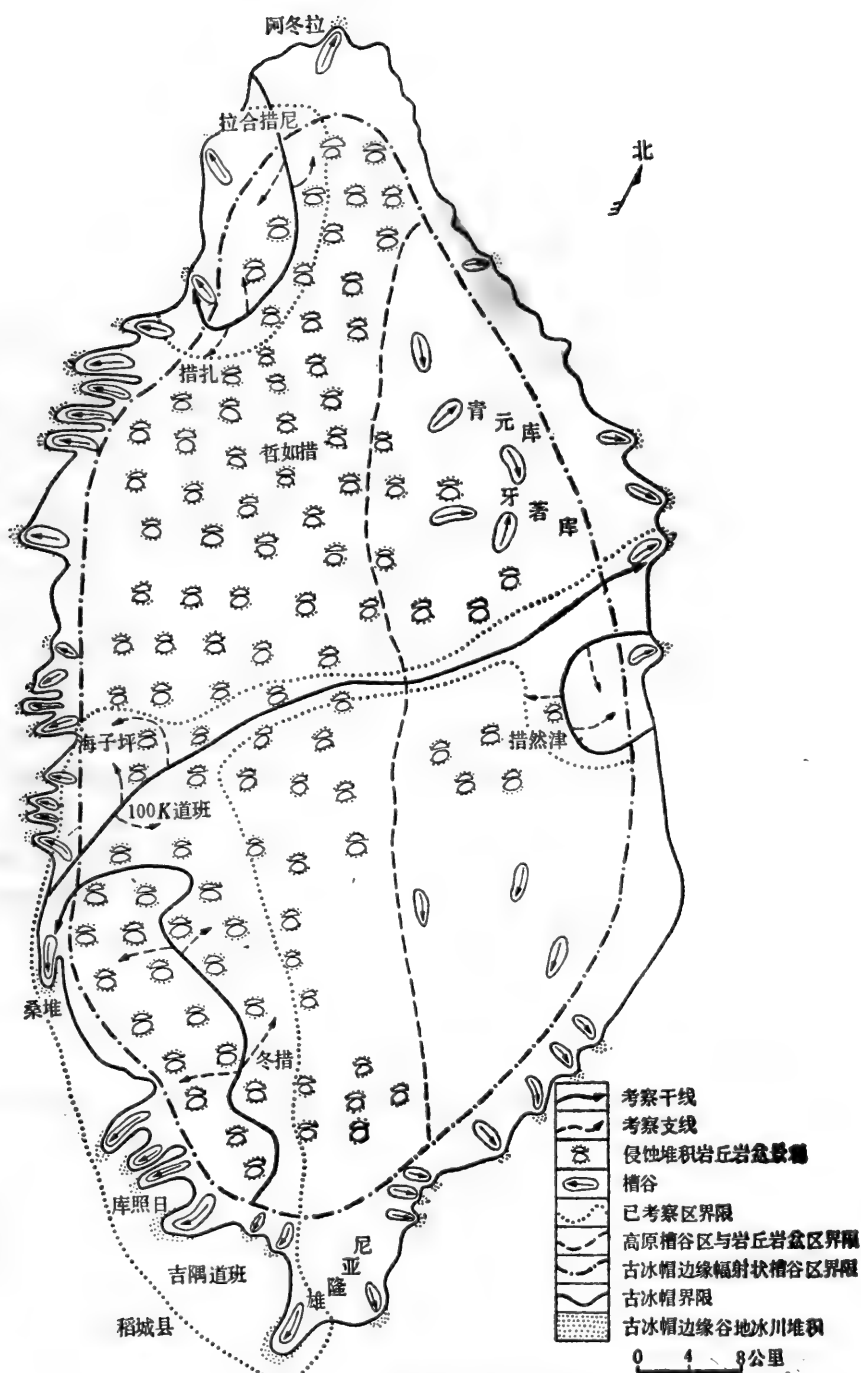 阿冬拉
拉合措尼
北
措扎
青元库
哲如措
牙著库
海子坪
措然津
100K道班
桑堆
冬措
库照日
尼亚隆雄
吉隅道班
稻城县
考察干线
考察支线
侵蚀堆积岩丘岩盆
槽谷
已考察区界限
高原槽谷区与岩丘岩盆区界限
古冰帽边缘辐射状槽谷区界限
古冰帽界限
古冰帽边缘谷地冰川堆积
0 4 8公里